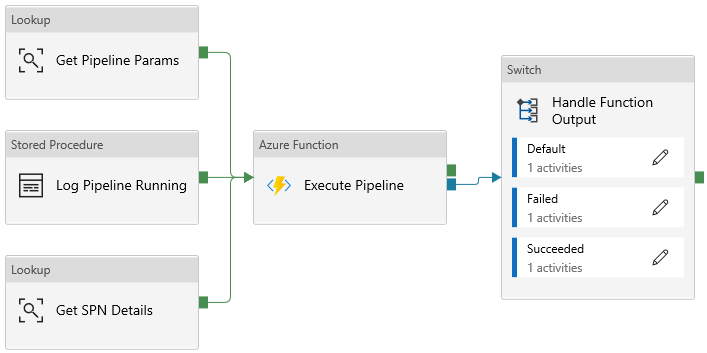 Lookup
Get Pipeline Params
Stored Procedure
Log Pipeline Running
Lookup
Get SPN Details
Azure Function
Execute Pipeline
Switch
Handle Function
Output
Default
1 activities
Failed
1 activities
Succeeded
1 activities